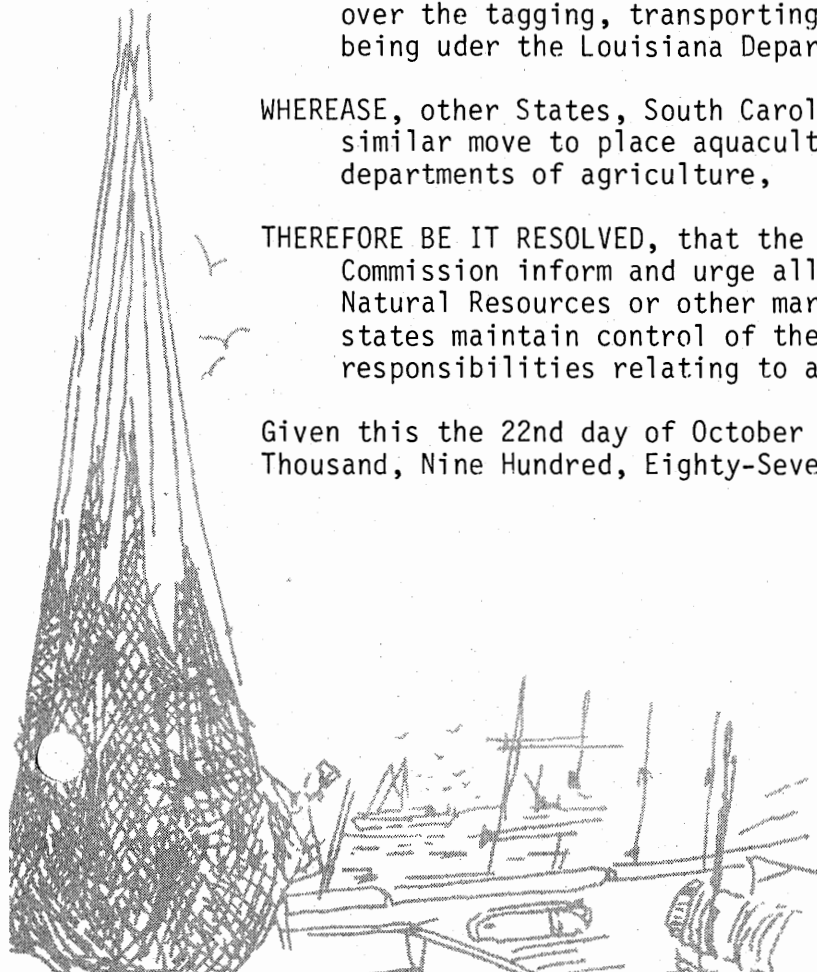 over the tagging, transporting
being uder the Louisiana Depar
WHEREASE, other States, South Carol
similar move to place aquacult
departments of agriculture,
THEREFORE BE IT RESOLVED, that the
Commission inform and urge all
Natural Resources or other mar
states maintain control of the
responsibilities relating to a
Given this the 22nd day of October
Thousand, Nine Hundred, Eighty-Seve